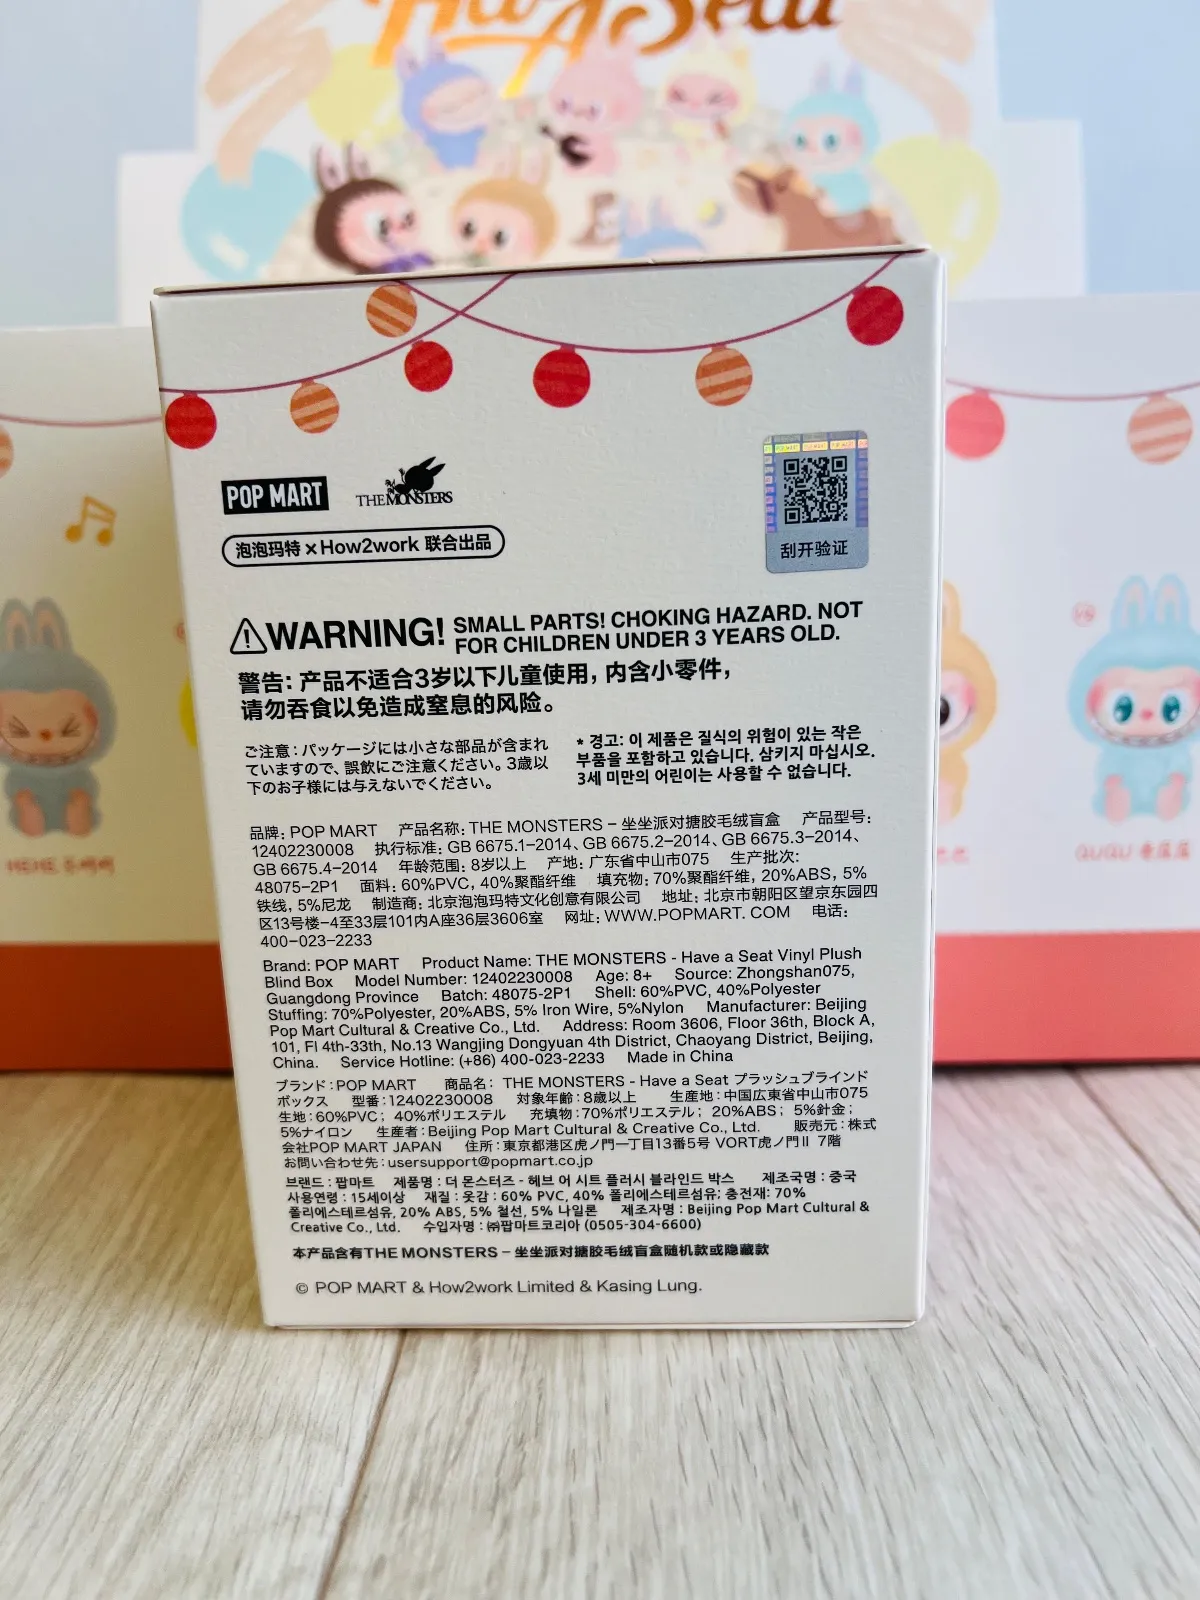 Have A Seat
POP MART
THE MONSTERS
泡泡玛特×How2work 联合出品
刮开验证
WARNING! SMALL PARTS! CHOKING HAZARD. NOT
FOR CHILDREN UNDER 3 YEARS OLD.
警告: 产品不适合3岁以下儿童使用, 内含小零件,
请勿吞食以免造成窒息的风险。
ご注意:パッケージには小さな部品が含まれ
ていますので、誤飲にご注意ください。3歳以
下のお子様には与えないでください。
* 경고: 이 제품은 질식의 위험이 있는 작은
부품을 포함하고 있습니다. 삼키지 마십시오.
3세 미만의 어린이는 사용할 수 없습니다.
品牌: POP MART 产品名称: THE MONSTERS – 坐坐派对搪胶毛绒盲盒 产品型号:
12402230008 执行标准: GB 6675.1–2014、GB 6675.2–2014、GB 6675.3–2014、
GB 6675.4–2014 年龄范围: 8岁以上 产地: 广东省中山市075 生产批次:
48075-2P1 面料: 60%PVC, 40%聚酯纤维 填充物: 70%聚酯纤维, 20%ABS, 5%
铁线, 5%尼龙 制造商: 北京泡泡玛特文化创意有限公司 地址: 北京市朝阳区望京东园四
区13号楼–4至33层101内A座36层3606室 网址: WWW.POPMART. COM 电话:
400–023–2233
Brand: POP MART Product Name: THE MONSTERS - Have a Seat Vinyl Plush
Blind Box Model Number: 12402230008 Age: 8+ Source: Zhongshan075,
Guangdong Province Batch: 48075-2P1 Shell: 60%PVC, 40%Polyester
Stuffing: 70%Polyester, 20%ABS, 5% Iron Wire, 5%Nylon Manufacturer: Beijing
Pop Mart Cultural & Creative Co., Ltd. Address: Room 3606, Floor 36th, Block A,
101, Fl 4th-33th, No.13 Wangjing Dongyuan 4th District, Chaoyang District, Beijing,
China. Service Hotline: (+86) 400-023-2233 Made in China
ブランド:POP MART 商品名: THE MONSTERS - Have a Seat プラッシュブラインド
ボックス 型番:12402230008 対象年齢:8歳以上 生産地:中国広東省中山市075
生地:60%PVC; 40%ポリエステル 充填物:70%ポリエステル; 20%ABS; 5%針金;
5%ナイロン 生産者:Beijing Pop Mart Cultural & Creative Co., Ltd. 販売元:株式
会社POP MART JAPAN 住所:東京都港区虎ノ門一丁目13番5号 VORT虎ノ門Ⅱ 7階
お問い合わせ先:usersupport@popmart.co.jp
브랜드 : 팝마트 제품명 : 더 몬스터즈 - 헤브 어 시트 플러시 블라인드 박스 제조국명 : 중국
사용연령 : 15세이상 재질 : 옷감 : 60% PVC, 40% 폴리에스테르섬유; 충전재: 70%
폴리에스테르섬유, 20% ABS, 5% 철선, 5% 나일론 제조자명 : Beijing Pop Mart Cultural &
Creative Co., Ltd. 수입자명 : ㈜팝마트코리아 (0505-304-6600)
本产品含有THE MONSTERS – 坐坐派对搪胶毛绒盲盒随机款或隐藏款
© POP MART & How2work Limited & Kasing Lung.
VS